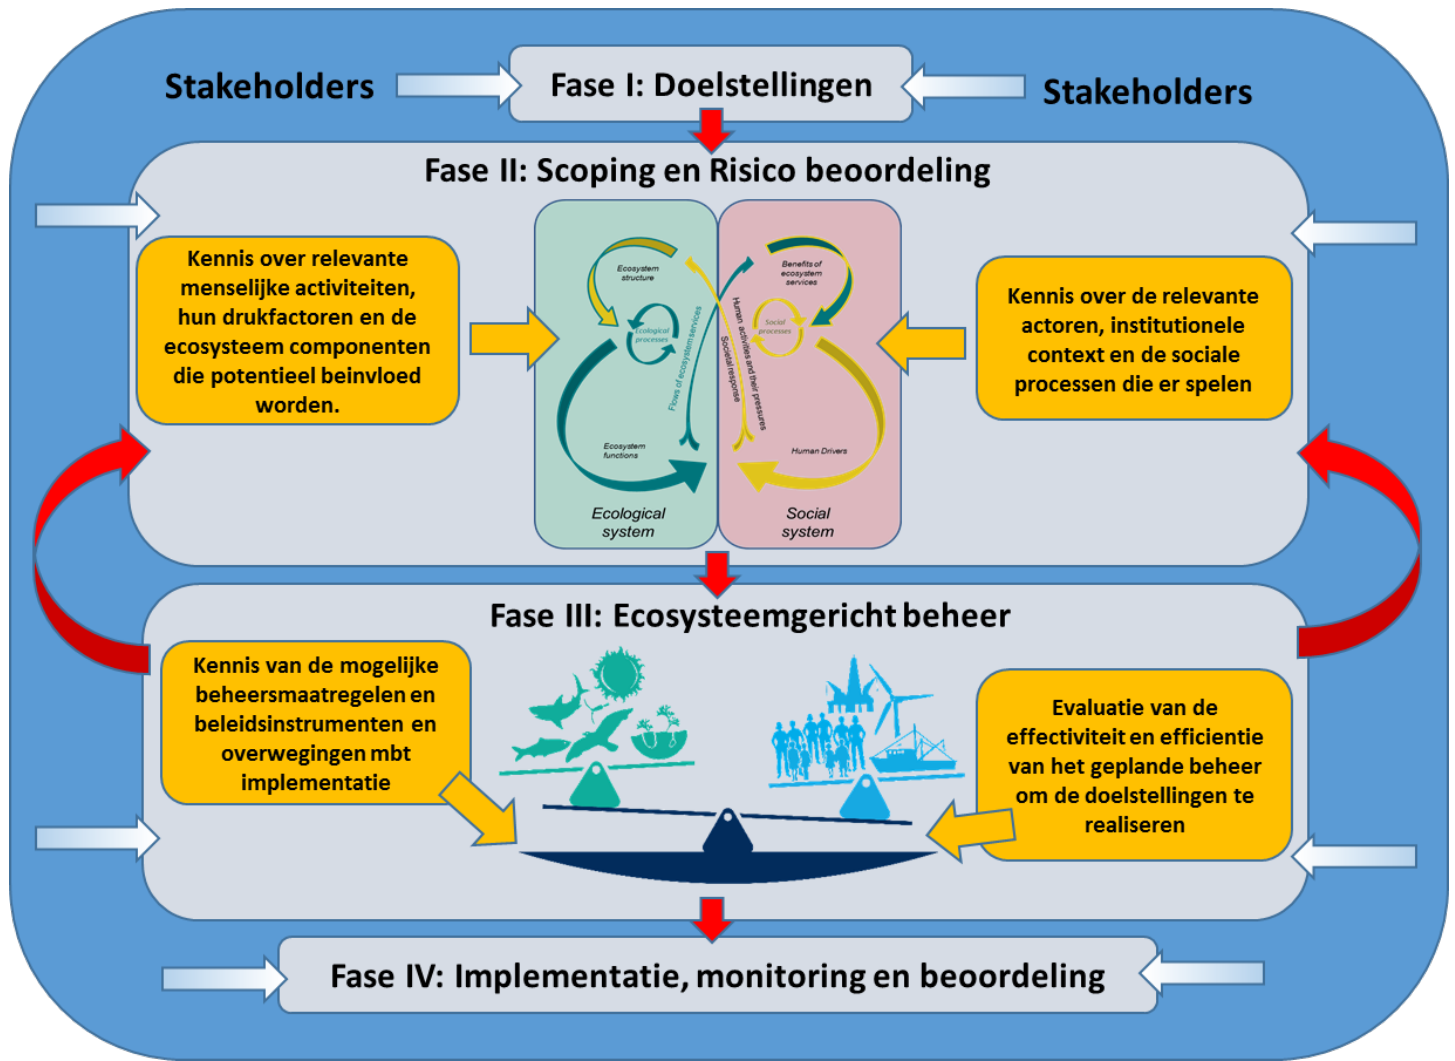 Stakeholders
Fase I: Doelstellingen
Stakeholders
Fase II: Scoping en Risico beoordeling
Kennis over relevante
menselijke activiteiten,
hun drukfactoren en de
ecosysteem componenten
die potentieel beinvloed
worden.
Ecosystem
structure
Ecological
processes
Flows of ecosystem services
Ecosystem
functions
Ecological
system
Benefits of
ecosystem
services
Social
processes
Human activities and their pressures
Societal response
Human Drivers
Social
system
Kennis over de relevante
actoren, institutionele
context en de sociale
processen die er spelen
Fase III: Ecosysteemgericht beheer
Kennis van de mogelijke
beheersmaatregelen en
beleidsinstrumenten en
overwegingen mbt
implementatie
Evaluatie van de
effectiviteit en efficientie
van het geplande beheer
om de doelstellingen te
realiseren
Fase IV: Implementatie, monitoring en beoordeling